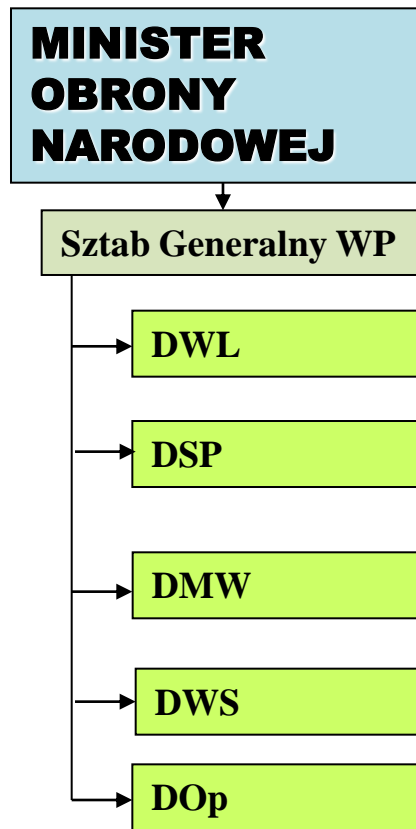 MINISTER
OBRONY
NARODOWEJ
Sztab Generalny WP
DWL
DSP
DMW
DWS
DOp